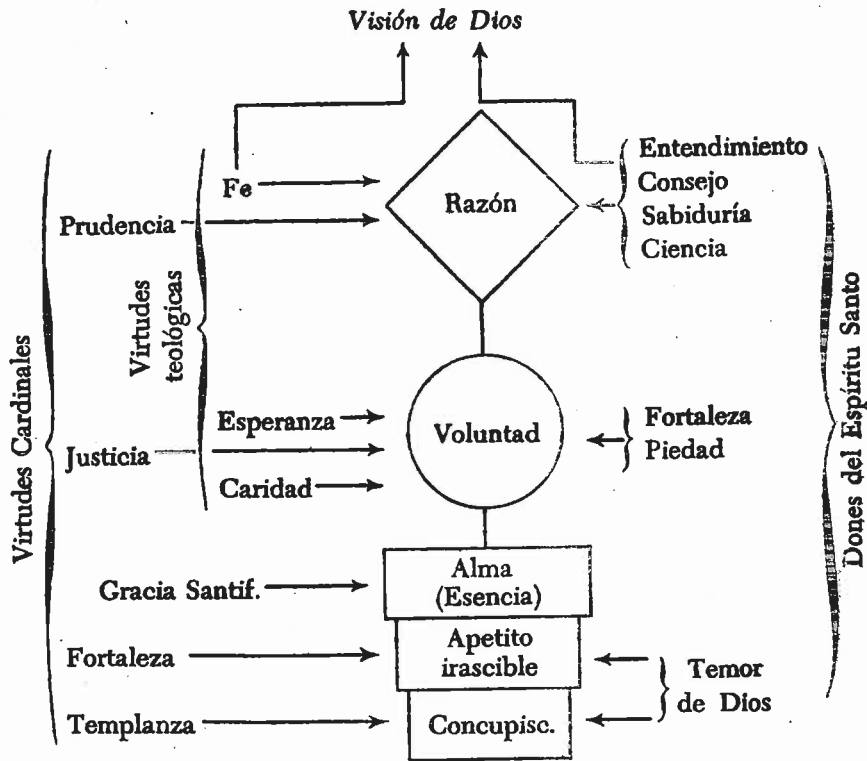 Visión de Dios
Fe
Prudencia
Razón
Entendimiento
Consejo
Sabiduría
Ciencia
Virtudes Cardinales
Virtudes
teológicas
Esperanza
Justicia
Caridad
Voluntad
Fortaleza
Piedad
Dones del Espíritu Santo
Gracia Santif.
Alma
(Esencia)
Fortaleza
Apetito
irascible
Temor
de Dios
Templanza
Concupisc.